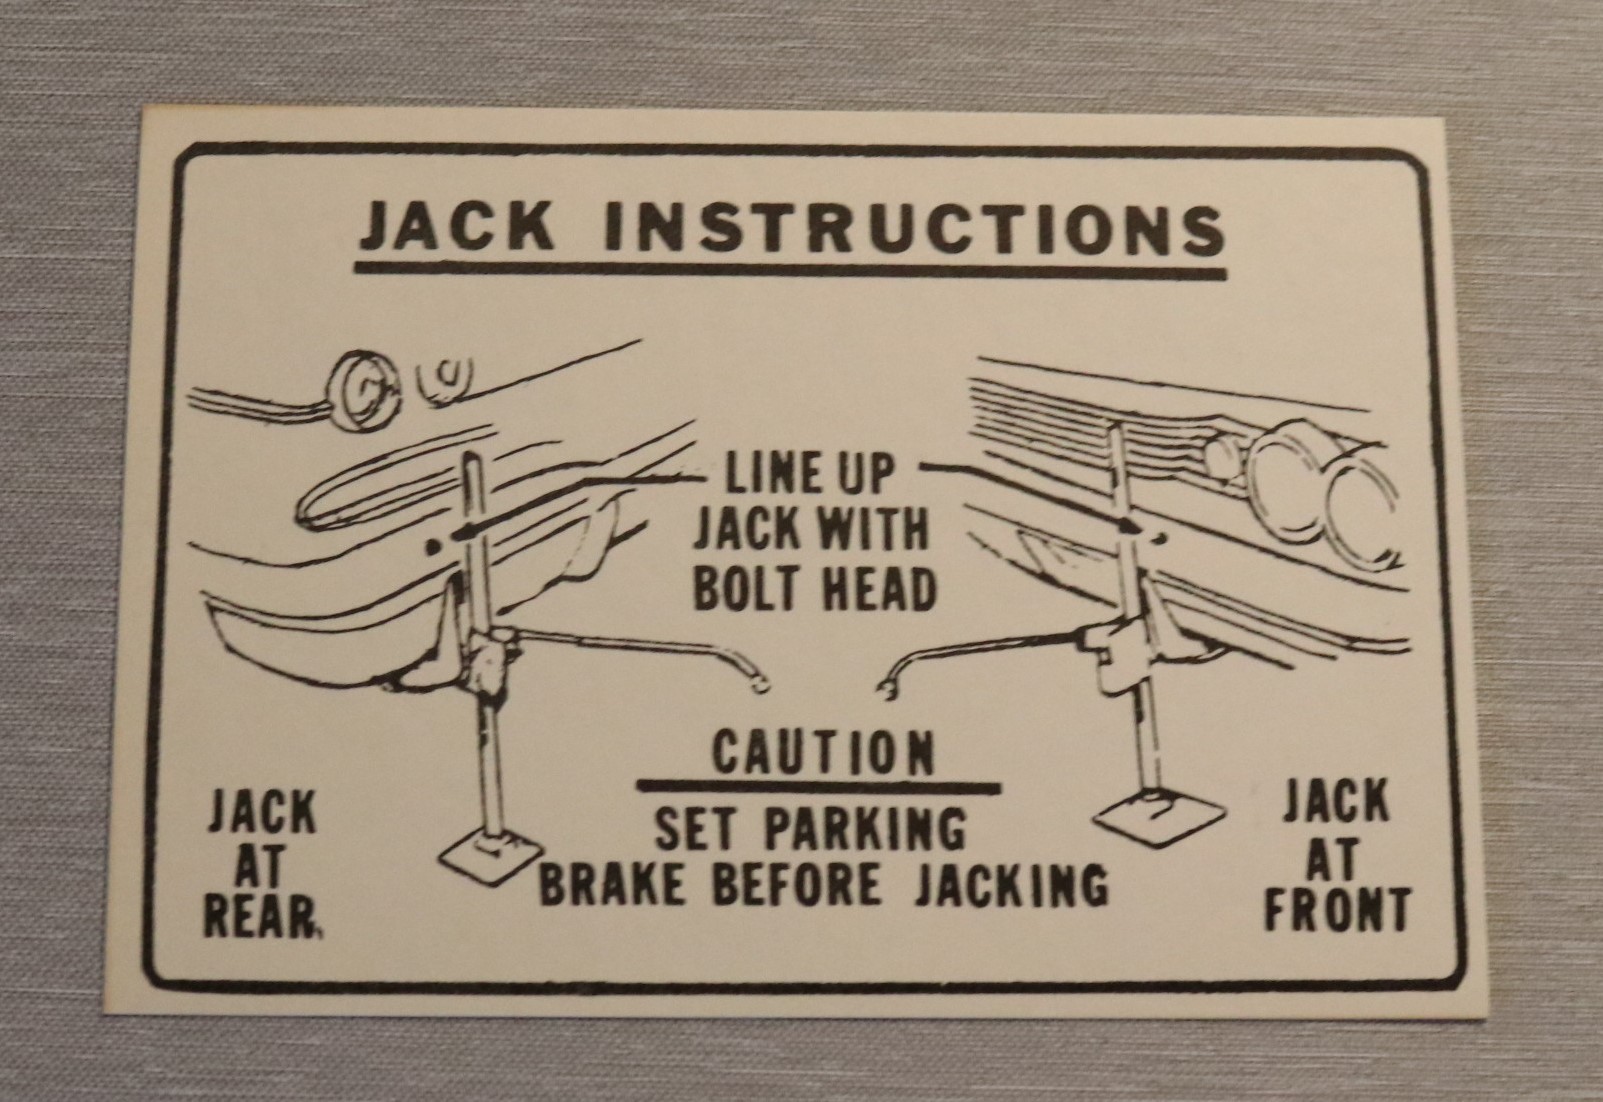 JACK INSTRUCTIONS
LINE UP
JACK WITH
BOLT HEAD
CAUTION
SET PARKING
BRAKE BEFORE JACKING
JACK
AT
REAR
JACK
AT
FRONT